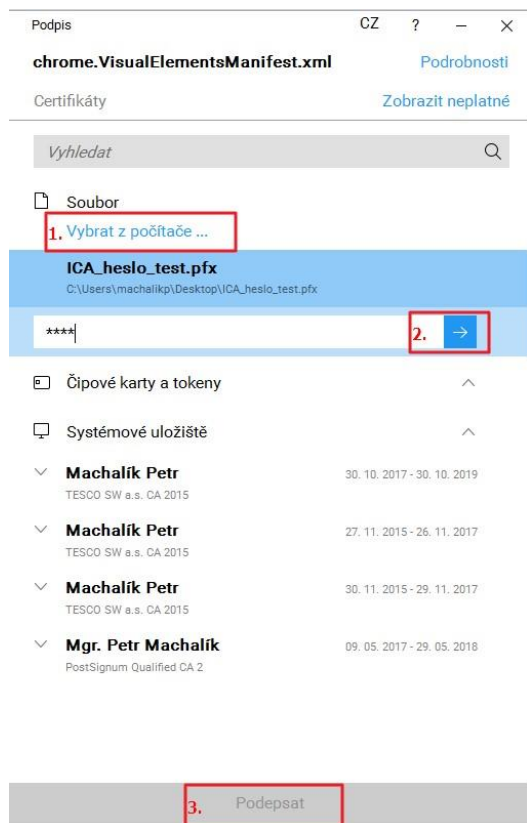 Podpis CZ ? – ×
chrome.VisualElementsManifest.xml Podrobnosti
Certifikáty Zobrazit neplatné
Vyhledat
Soubor
1. Vybrat z počítače ...
ICA_heslo_test.pfx
C:\Users\machalikp\Desktop\ICA_heslo_test.pfx
**** 2. →
Čipové karty a tokeny
Systémové uložiště
Machalík Petr 30. 10. 2017 - 30. 10. 2019
TESCO SW a.s. CA 2015
Machalík Petr 27. 11. 2015 - 26. 11. 2017
TESCO SW a.s. CA 2015
Machalík Petr 30. 11. 2015 - 29. 11. 2017
TESCO SW a.s. CA 2015
Mgr. Petr Machalík 09. 05. 2017 - 29. 05. 2018
PostSignum Qualified CA 2
3. Podepsat